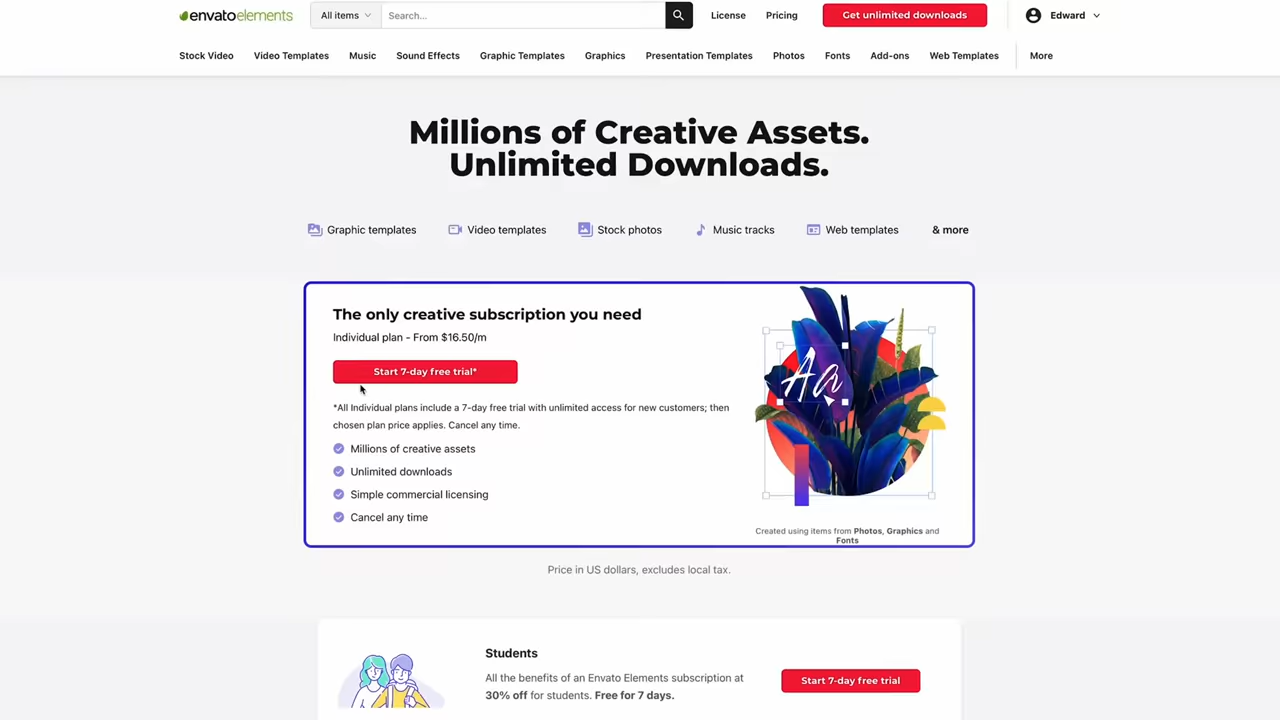 envatoelements
All items
Search...
License
Pricing
Get unlimited downloads
Edward
Stock Video
Video Templates
Music
Sound Effects
Graphic Templates
Graphics
Presentation Templates
Photos
Fonts
Add-ons
Web Templates
More
Millions of Creative Assets.
Unlimited Downloads.
Graphic templates
Video templates
Stock photos
Music tracks
Web templates
& more
The only creative subscription you need
Individual plan - From $16.50/m
Start 7-day free trial*
*All Individual plans include a 7-day free trial with unlimited access for new customers; then
chosen plan price applies. Cancel any time.
Millions of creative assets
Unlimited downloads
Simple commercial licensing
Cancel any time
Aa
Created using items from Photos, Graphics and
Fonts
Price in US dollars, excludes local tax.
Students
All the benefits of an Envato Elements subscription at
30% off for students. Free for 7 days.
Start 7-day free trial